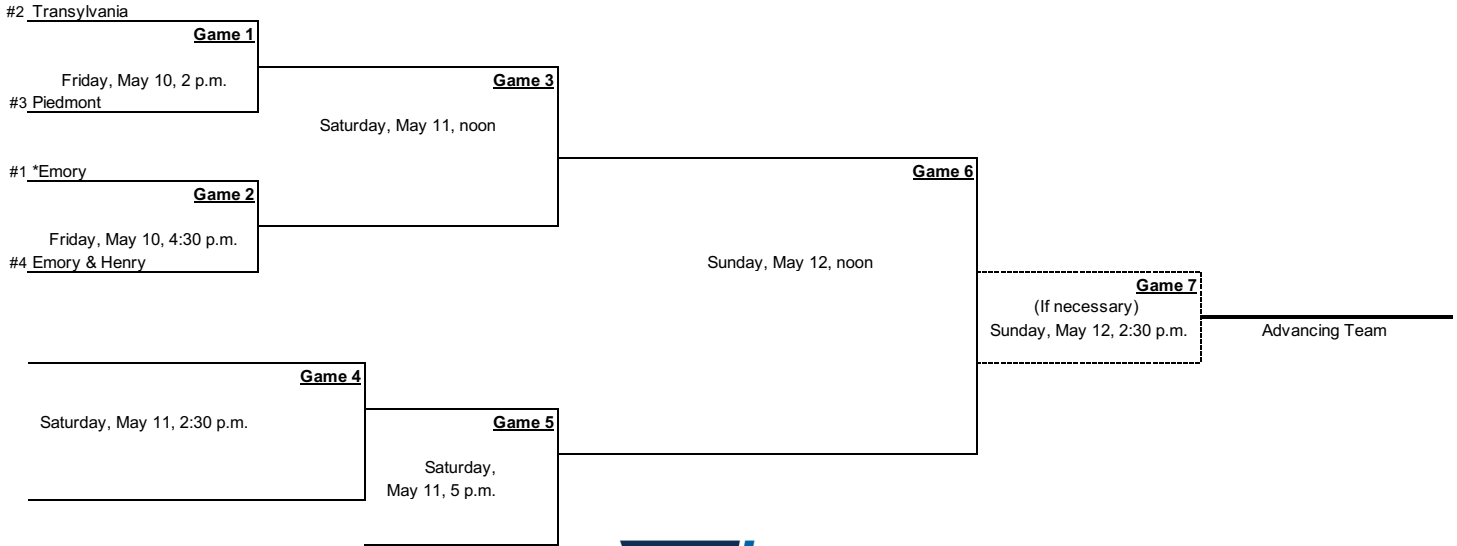 #2 Transylvania
Game 1
Friday, May 10, 2 p.m.
#3 Piedmont
Game 3
Saturday, May 11, noon
#1 *Emory
Game 2
Friday, May 10, 4:30 p.m.
#4 Emory & Henry
Game 6
Sunday, May 12, noon
Game 7
(If necessary)
Sunday, May 12, 2:30 p.m.
Advancing Team
Game 4
Saturday, May 11, 2:30 p.m.
Game 5
Saturday,
May 11, 5 p.m.